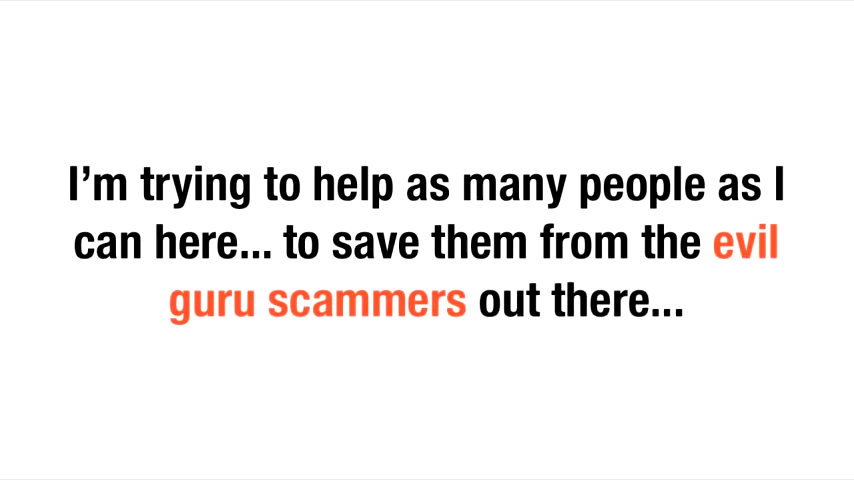 I’m trying to help as many people as I
can here... to save them from the evil
guru scammers out there...